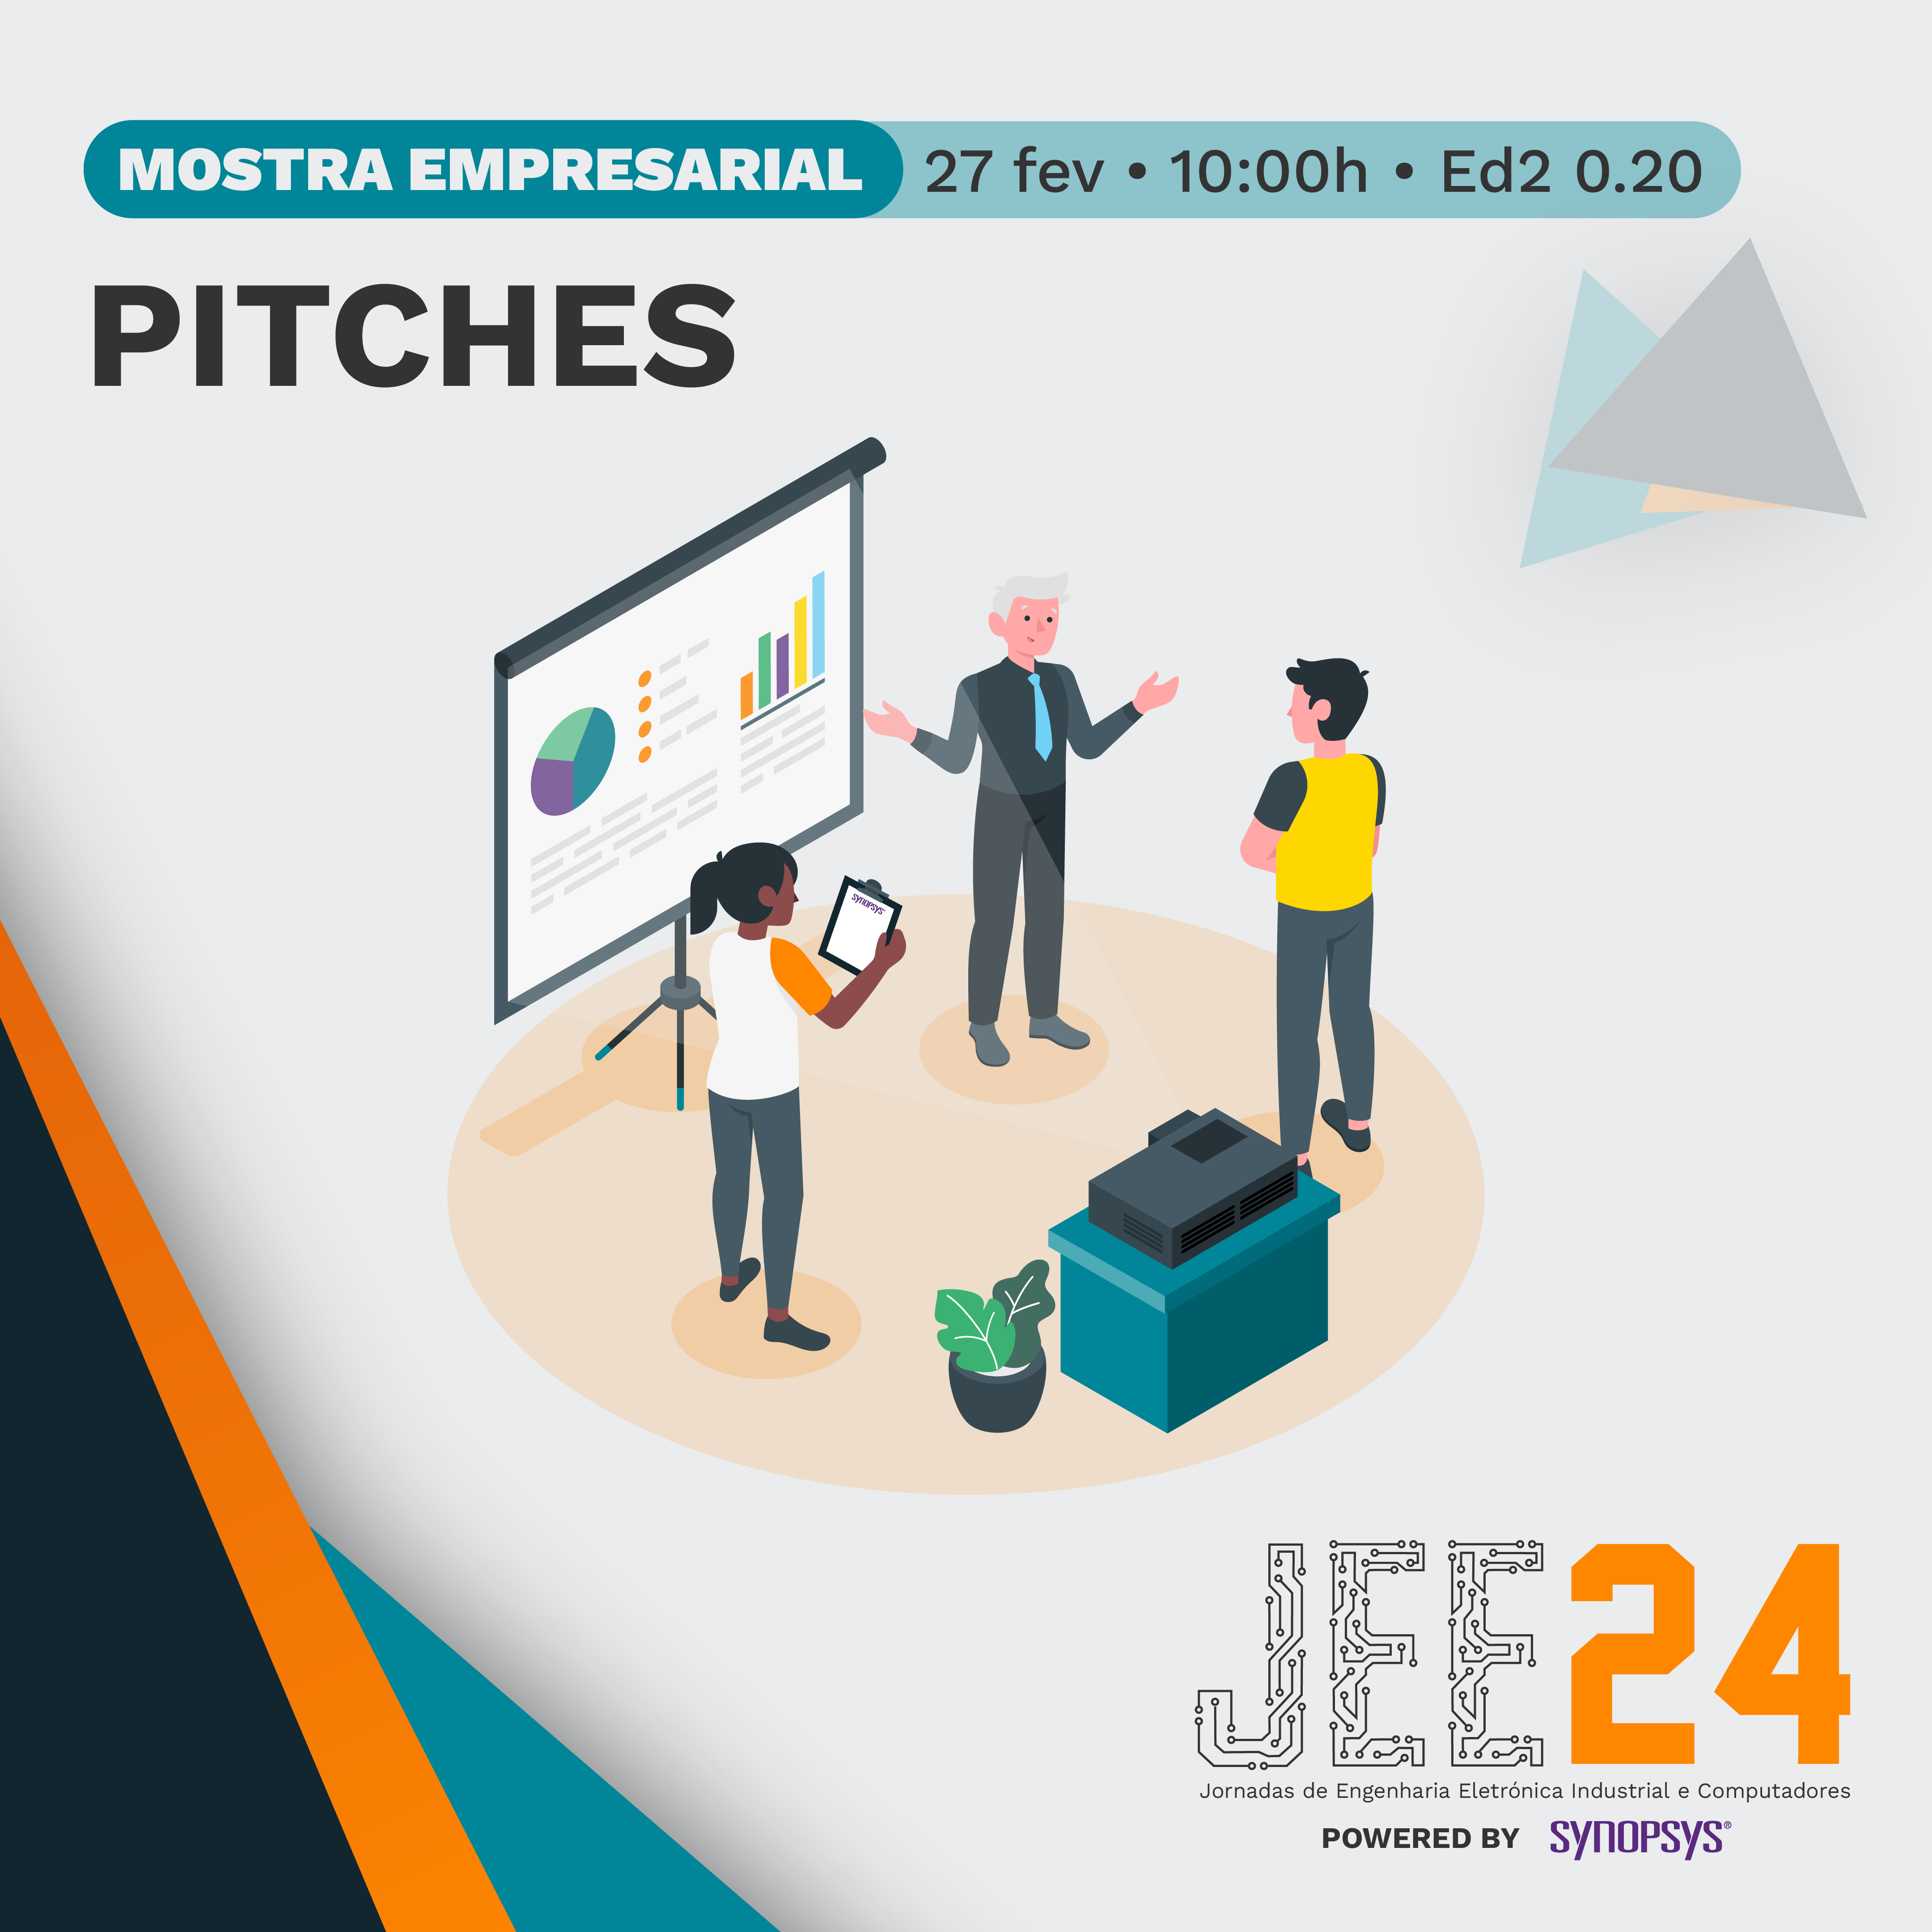 MOSTRA EMPRESARIAL 27 fev • 10:00h • Ed2 0.20
PITCHES
SYNOPSYS
JEE24
Jornadas de Engenharia Eletrónica Industrial e Computadores
POWERED BY SYNOPSYS®